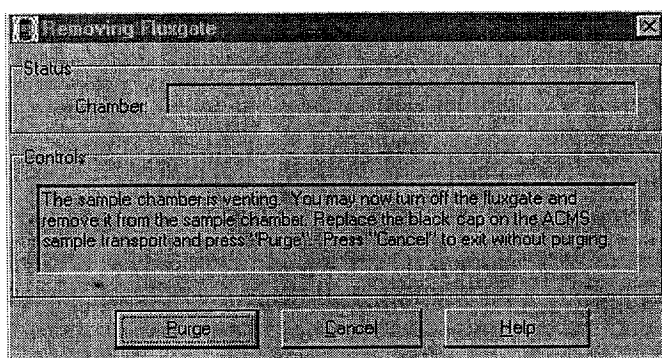 Removing Fluxgate
Status
Chamber:
Controls
The sample chamber is venting. You may now turn off the fluxgate and
remove it from the sample chamber. Replace the black cap on the ACMS
sample transport and press "Purge". Press "Cancel" to exit without purging.
Purge Cancel Help